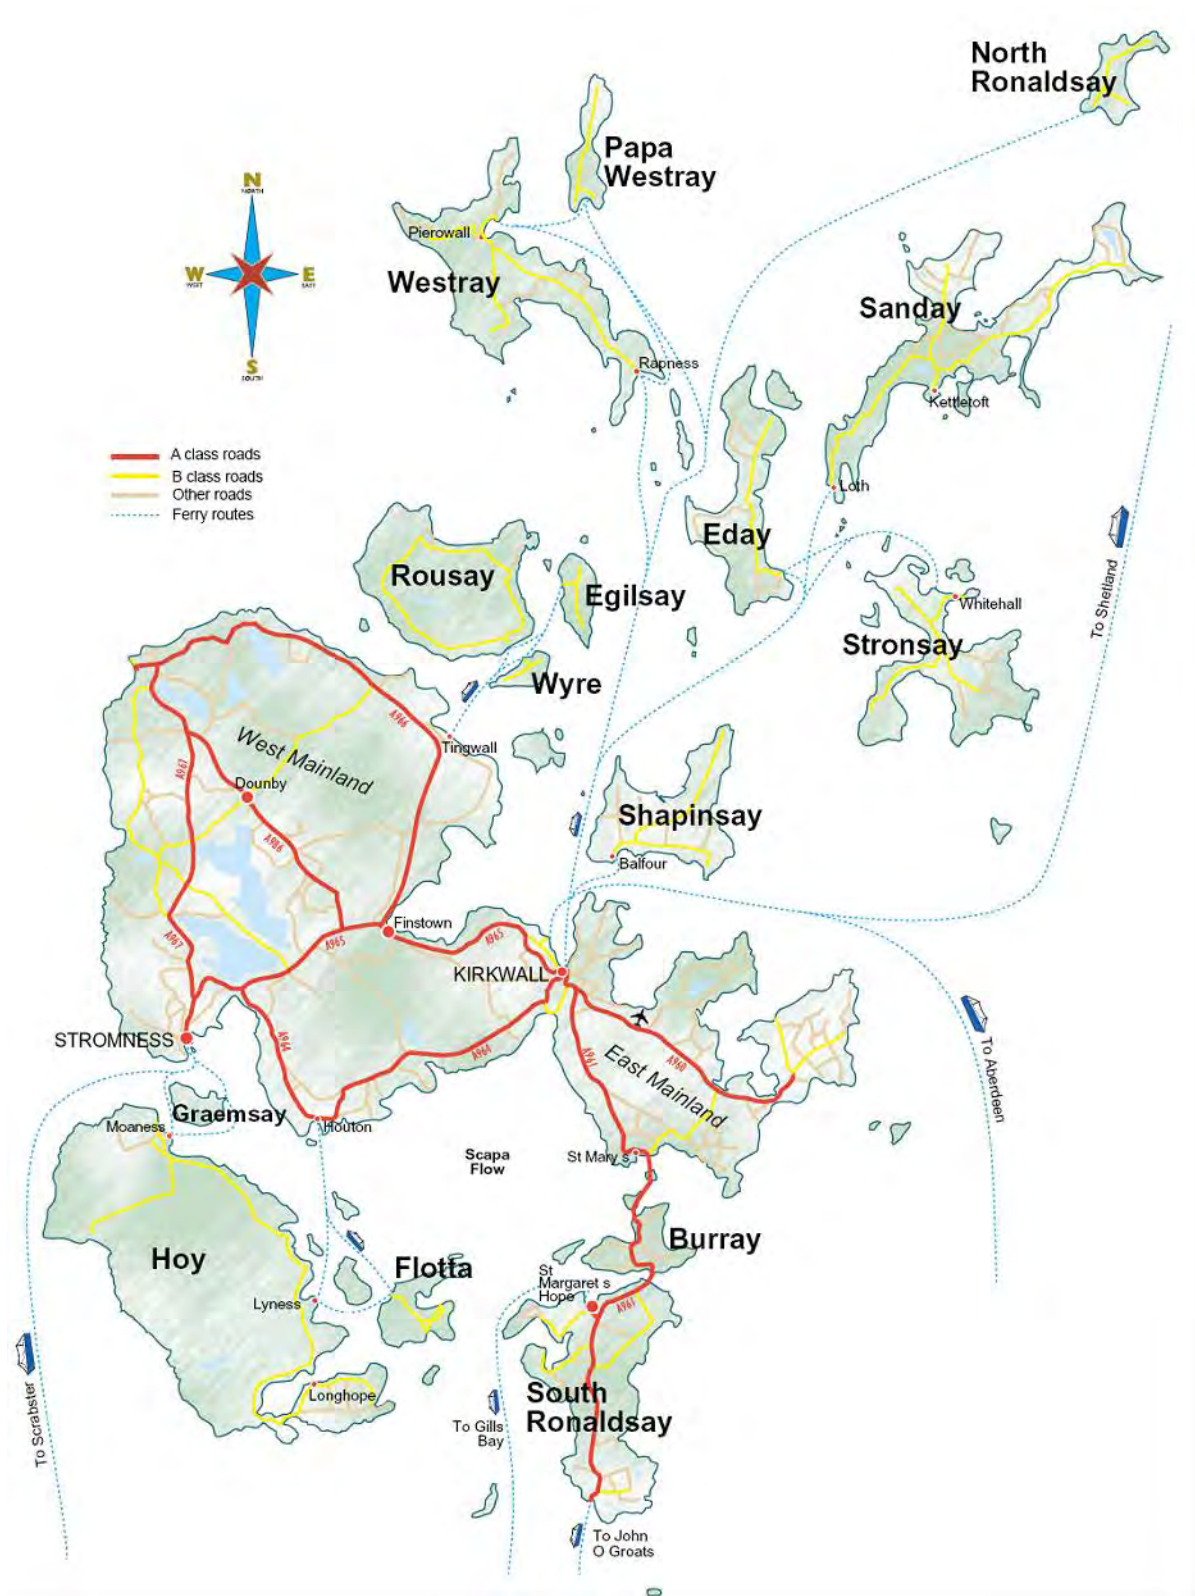 North
Ronaldsay
Papa
Westray
N
NORTH
W
WEST
E
EAST
S
SOUTH
Pierowall
Westray
Sanday
Rapness
Kettletoft
A class roads
B class roads
Other roads
Ferry routes
Loth
Eday
Rousay
Egilsay
Whitehall
To Shetland
Stronsay
Wyre
A966
West Mainland
Tingwall
A967
Dounby
Shapinsay
A986
Balfour
Finstown
A967
A965
A965
KIRKWALL
STROMNESS
A964
A964
A961
East Mainland
A960
To Aberdeen
Graemsay
Moaness
Houton
Scapa
Flow
St Mary s
Burray
Hoy
Flotta
St
Margaret s
Hope
Lyness
A961
To Scrabster
Longhope
South
Ronaldsay
To Gills
Bay
To John
O Groats